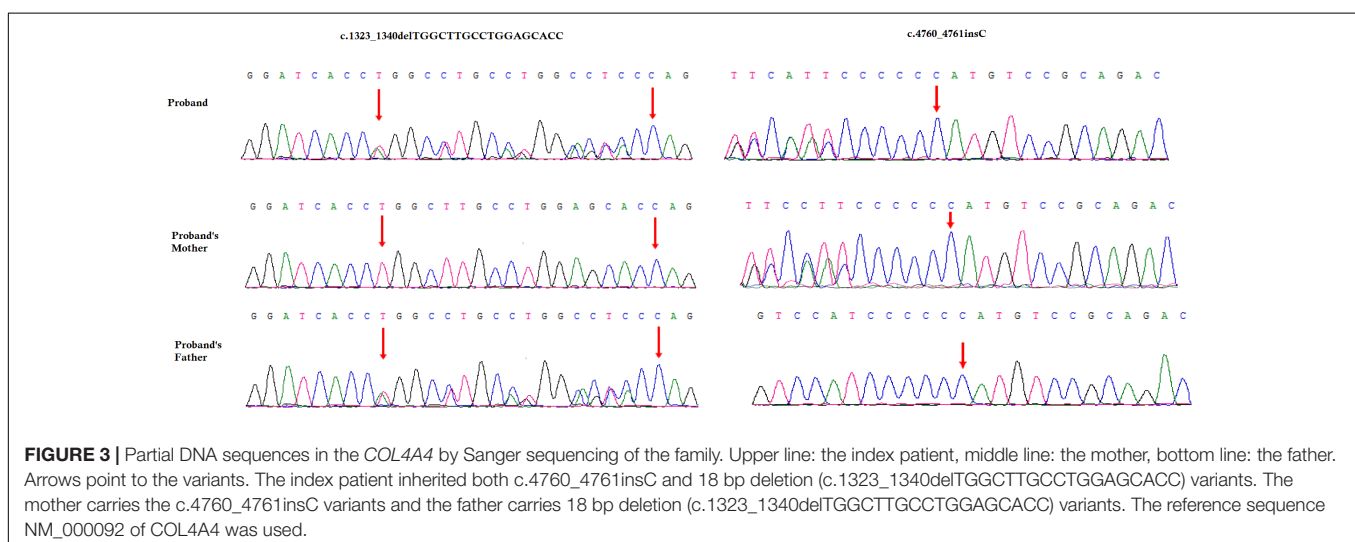 c.1323_1340delTGGCTTGCCTGGAGCACC
c.4760_4761insC
G G A T C A C C T G G C C T G C C T G G C C T C C C A G
T T C A T T C C C C C C A T G T C C G C A G A C
Proband
G G A T C A C C T G G C T T G C C T G G A G C A C C A G
T T C C T T C C C C C C A T G T C C G C A G A C
Proband's
Mother
G G A T C A C C T G G C C T G C C T G G C C T C C C A G
G T C C A T C C C C C C A T G T C C G C A G A C
Proband's
Father
FIGURE 3 | Partial DNA sequences in the COL4A4 by Sanger sequencing of the family. Upper line: the index patient, middle line: the mother, bottom line: the father.
Arrows point to the variants. The index patient inherited both c.4760_4761insC and 18 bp deletion (c.1323_1340delTGGCTTGCCTGGAGCACC) variants. The
mother carries the c.4760_4761insC variants and the father carries 18 bp deletion (c.1323_1340delTGGCTTGCCTGGAGCACC) variants. The reference sequence
NM_000092 of COL4A4 was used.